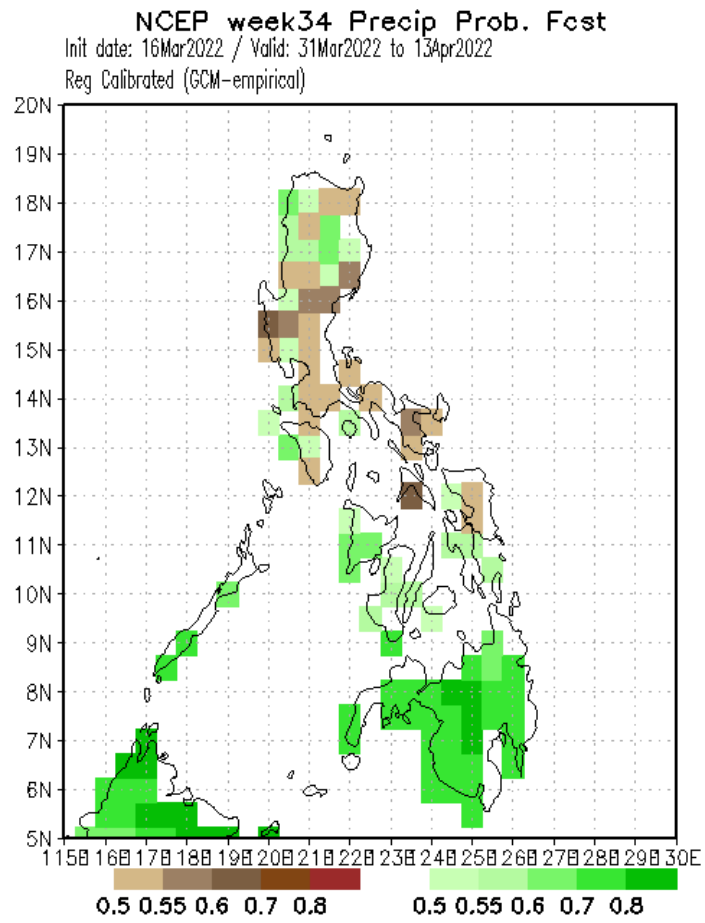 NCEP week34 Precip Prob. Fcst
Init date: 16Mar2022 / Valid: 31Mar2022 to 13Apr2022
Reg Calibrated (GCM-empirical)
20N
19N
18N
17N
16N
15N
14N
13N
12N
11N
10N
9N
8N
7N
6N
5N
130E
0.5 0.55 0.6 0.7 0.8 0.5 0.55 0.6 0.7 0.8